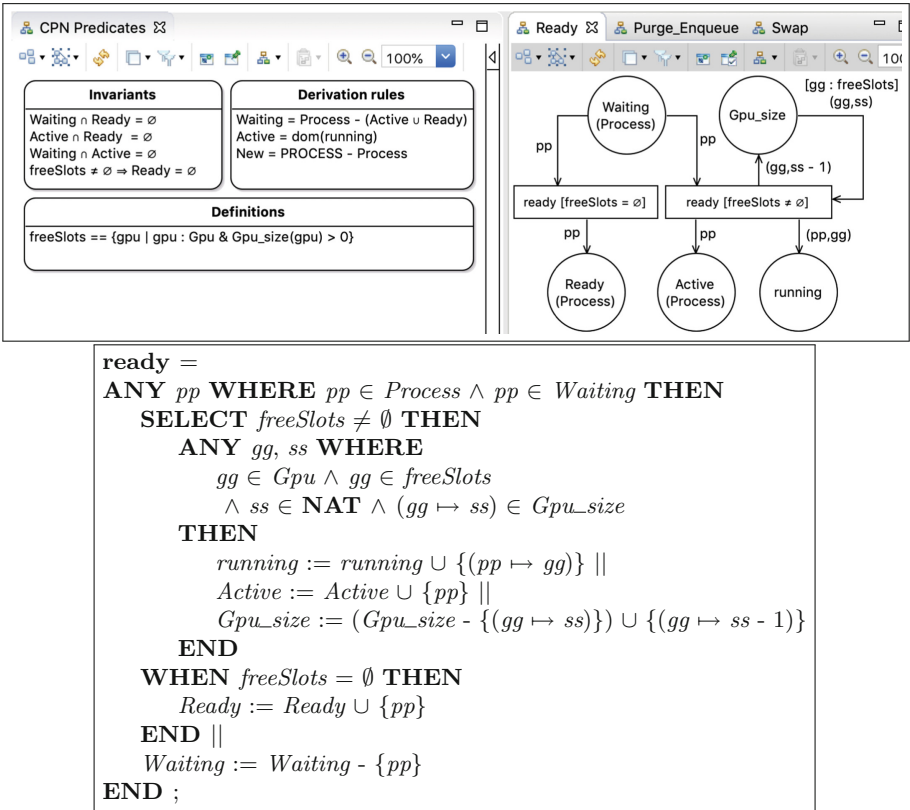 CPN Predicates
100%
Invariants
Waiting ∩ Ready = ∅
Active ∩ Ready = ∅
Waiting ∩ Active = ∅
freeSlots ≠ ∅ ⇒ Ready = ∅
Derivation rules
Waiting = Process - (Active ∪ Ready)
Active = dom(running)
New = PROCESS - Process
Definitions
freeSlots == {gpu | gpu : Gpu & Gpu_size(gpu) > 0}
Ready Purge_Enqueue Swap
100
Waiting
(Process)
Gpu_size
[gg : freeSlots]
(gg,ss)
pp
pp
(gg,ss - 1)
ready [freeSlots = ∅]
ready [freeSlots ≠ ∅]
pp
pp
(pp,gg)
Ready
(Process)
Active
(Process)
running
ready =
ANY pp WHERE pp ∈ Process ∧ pp ∈ Waiting THEN
SELECT freeSlots ≠ ∅ THEN
ANY gg, ss WHERE
gg ∈ Gpu ∧ gg ∈ freeSlots
∧ ss ∈ NAT ∧ (gg ↦ ss) ∈ Gpu_size
THEN
running := running ∪ {(pp ↦ gg)} ||
Active := Active ∪ {pp} ||
Gpu_size := (Gpu_size - {(gg ↦ ss)}) ∪ {(gg ↦ ss - 1)}
END
WHEN freeSlots = ∅ THEN
Ready := Ready ∪ {pp}
END ||
Waiting := Waiting - {pp}
END ;